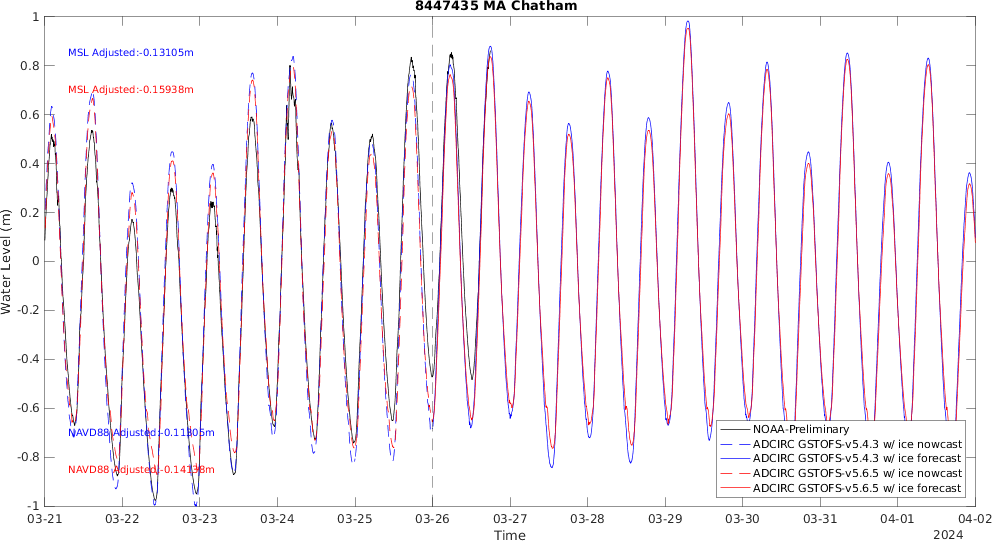 8447435 MA Chatham
1
0.8
0.6
0.4
0.2
0
-0.2
-0.4
-0.6
-0.8
-1
Water Level (m)
MSL Adjusted:-0.13105m
MSL Adjusted:-0.15938m
NAVD88 Adjusted:-0.11305m
NAVD88 Adjusted:-0.14138m
NOAA-Preliminary
ADCIRC GSTOFS-v5.4.3 w/ ice nowcast
ADCIRC GSTOFS-v5.4.3 w/ ice forecast
ADCIRC GSTOFS-v5.6.5 w/ ice nowcast
ADCIRC GSTOFS-v5.6.5 w/ ice forecast
03-21 03-22 03-23 03-24 03-25 03-26 03-27 03-28 03-29 03-30 03-31 04-01 04-02
Time
2024